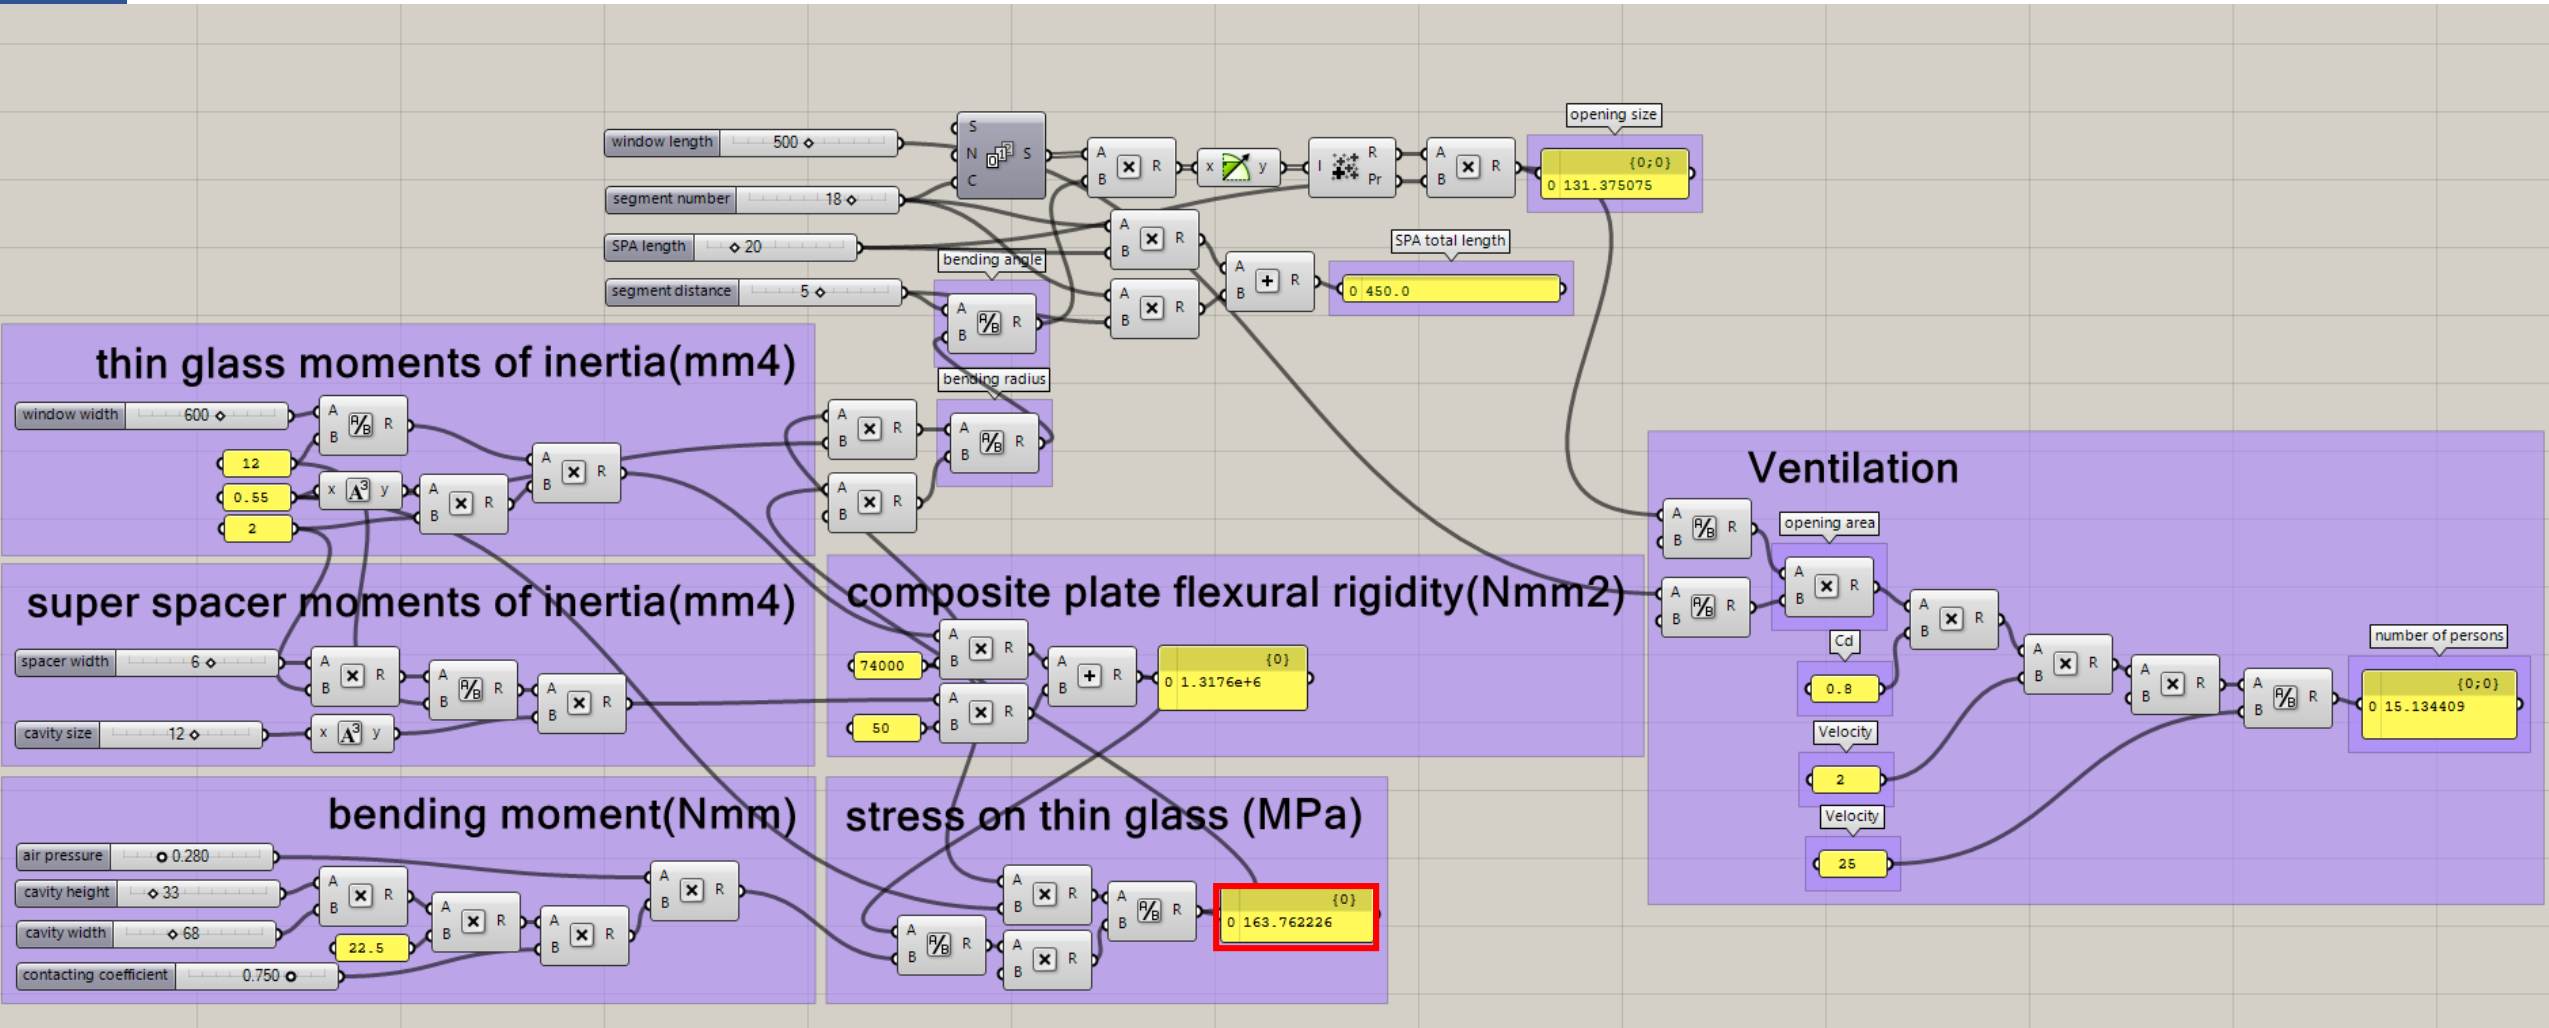 opening size
window length 500
S
N S
C
A
B R
x y
I R
Pr
A
B R
{0;0}
0 131.375075
segment number 18
A
B R
SPA length 20
SPA total length
bending angle
A
B R
0 450.0
segment distance 5
A
B R
A
B R
thin glass moments of inertia(mm4)
bending radius
window width 600
A
B R
A
B R
A
B R
12
0.55
2
x A³ y
A
B R
A
B R
A
B R
Ventilation
A
B R
opening area
A
B R
A
B R
super spacer moments of inertia(mm4)
composite plate flexural rigidity(Nmm2)
spacer width 6
A
B R
A
B R
A
B R
cavity size 12
x A³ y
74000
A
B R
50
A
B R
A
B R
{0}
0 1.3176e+6
Cd
0.8
A
B R
A
B R
A
B R
A
B R
number of persons
{0;0}
0 15.134409
Velocity
2
Velocity
25
bending moment(Nmm)
air pressure 0.280
cavity height 33
cavity width 68
A
B R
22.5
A
B R
A
B R
A
B R
contacting coefficient 0.750
stress on thin glass (MPa)
A
B R
A
B R
A
B R
A
B R
{0}
0 163.762226